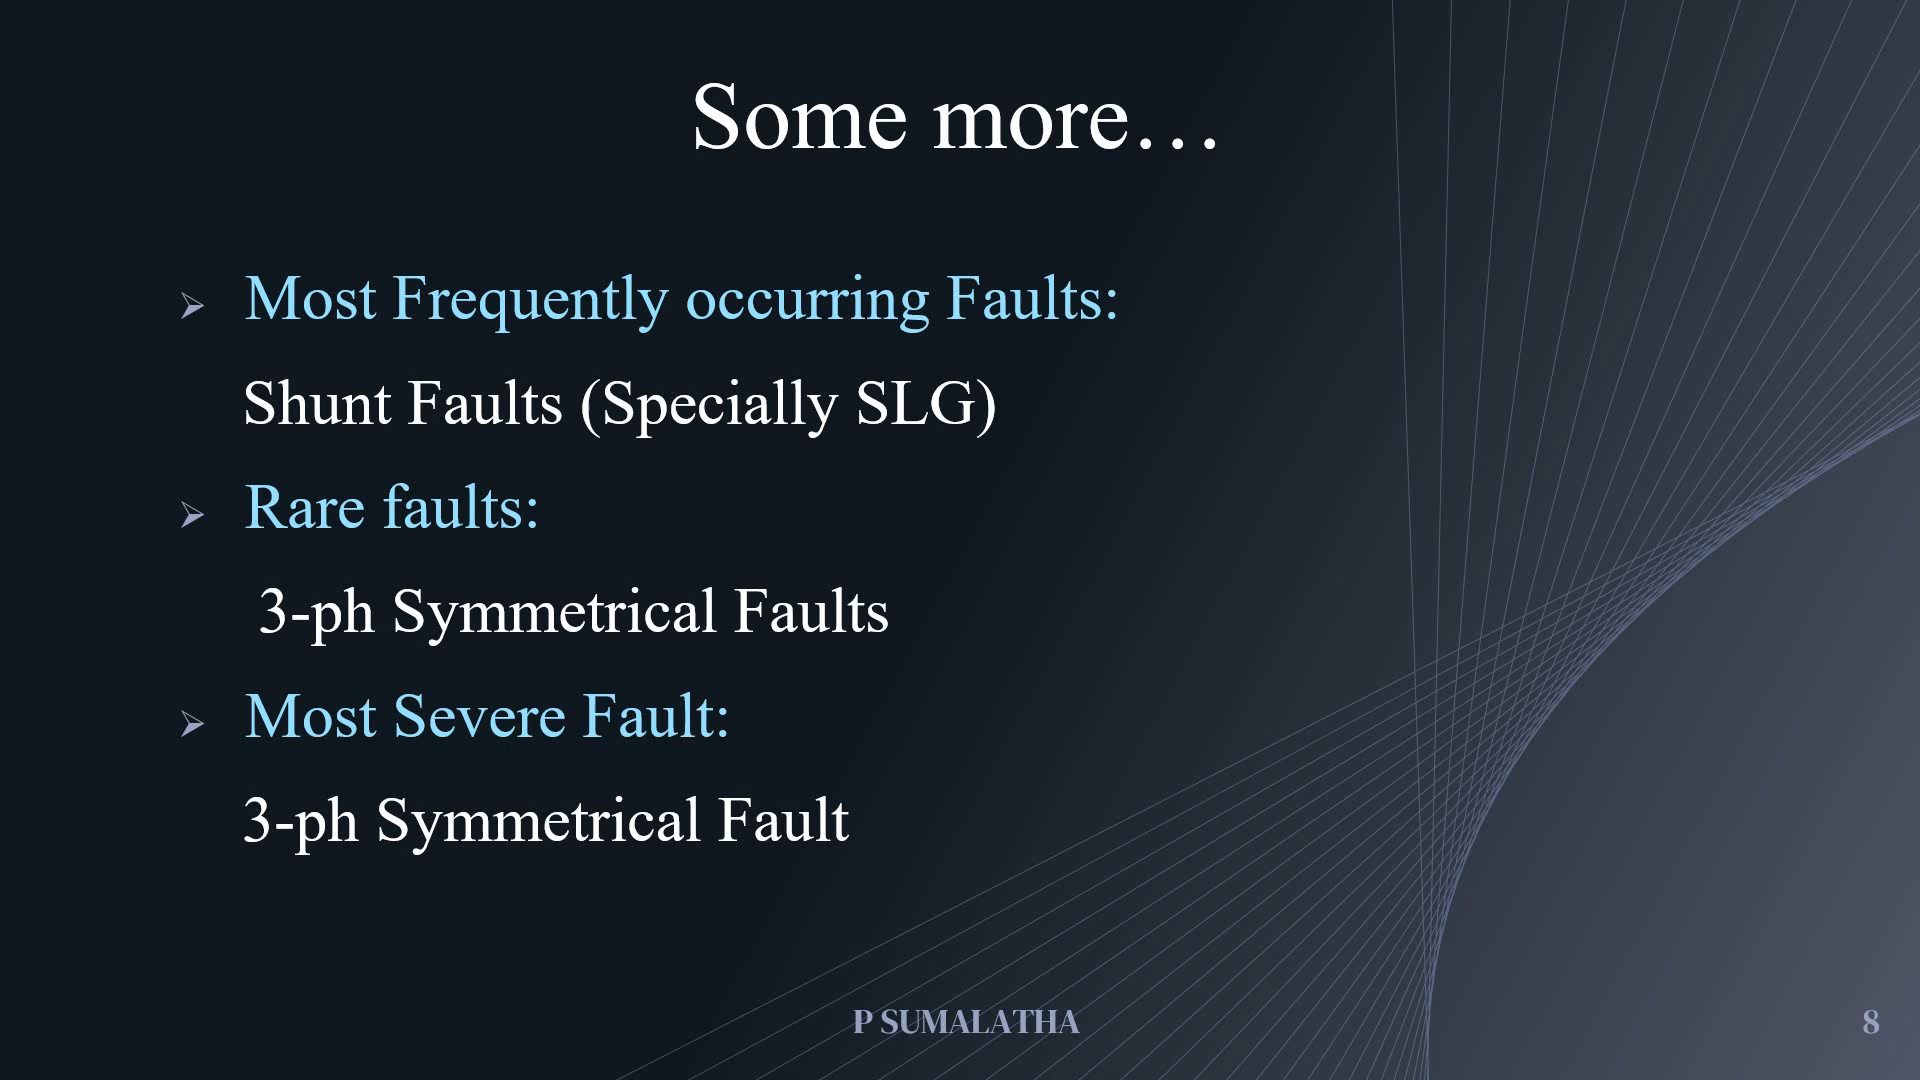 Some more…
Most Frequently occurring Faults:
Shunt Faults (Specially SLG)
Rare faults:
3-ph Symmetrical Faults
Most Severe Fault:
3-ph Symmetrical Fault
P SUMALATHA
8